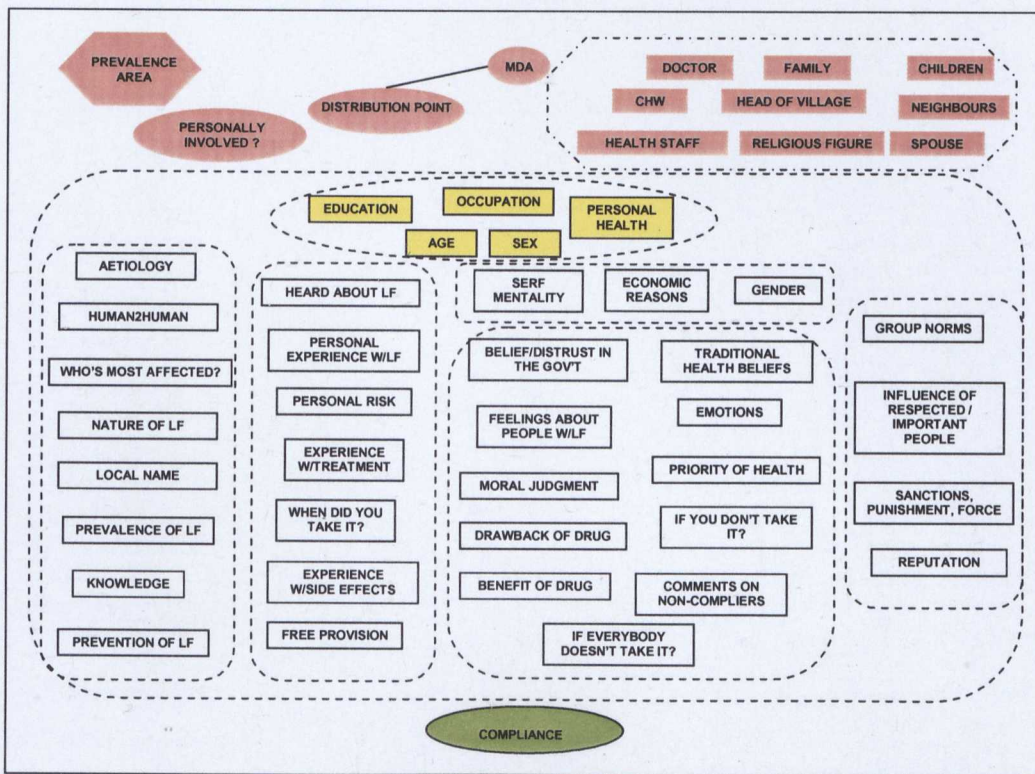 PREVALENCE
AREA
PERSONALLY
INVOLVED ?
DISTRIBUTION POINT
MDA
DOCTOR
FAMILY
CHILDREN
CHW
HEAD OF VILLAGE
NEIGHBOURS
HEALTH STAFF
RELIGIOUS FIGURE
SPOUSE
EDUCATION
OCCUPATION
PERSONAL
HEALTH
AGE
SEX
AETIOLOGY
HUMAN2HUMAN
WHO'S MOST AFFECTED?
NATURE OF LF
LOCAL NAME
PREVALENCE OF LF
KNOWLEDGE
PREVENTION OF LF
HEARD ABOUT LF
PERSONAL
EXPERIENCE W/LF
PERSONAL RISK
EXPERIENCE
W/TREATMENT
WHEN DID YOU
TAKE IT?
EXPERIENCE
W/SIDE EFFECTS
FREE PROVISION
SERF
MENTALITY
ECONOMIC
REASONS
GENDER
BELIEF/DISTRUST IN
THE GOV'T
FEELINGS ABOUT
PEOPLE W/LF
MORAL JUDGMENT
DRAWBACK OF DRUG
BENEFIT OF DRUG
TRADITIONAL
HEALTH BELIEFS
EMOTIONS
PRIORITY OF HEALTH
IF YOU DON'T TAKE
IT?
COMMENTS ON
NON-COMPLIERS
IF EVERYBODY
DOESN'T TAKE IT?
GROUP NORMS
INFLUENCE OF
RESPECTED /
IMPORTANT
PEOPLE
SANCTIONS,
PUNISHMENT, FORCE
REPUTATION
COMPLIANCE